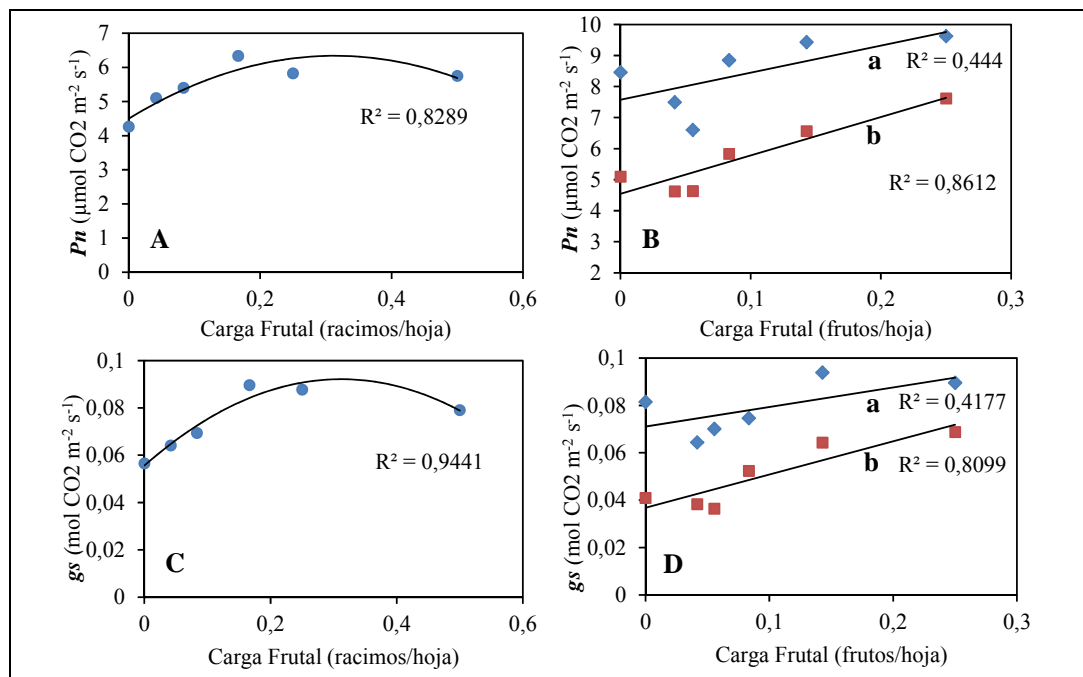 7
6
5
4
3
2
1
0
Pn (µmol CO2 m⁻² s⁻¹)
R² = 0,8289
A
0
0,2
0,4
0,6
Carga Frutal (racimos/hoja)
10
9
8
7
6
5
4
3
2
Pn (µmol CO2 m⁻² s⁻¹)
a
R² = 0,444
b
R² = 0,8612
B
0
0,1
0,2
0,3
Carga Frutal (frutos/hoja)
0,1
0,08
0,06
0,04
0,02
0
gs (mol CO2 m⁻² s⁻¹)
R² = 0,9441
C
0
0,2
0,4
0,6
Carga Frutal (racimos/hoja)
0,1
0,08
0,06
0,04
0,02
0
gs (mol CO2 m⁻² s⁻¹)
a
R² = 0,4177
b
R² = 0,8099
D
0
0,1
0,2
0,3
Carga Frutal (frutos/hoja)